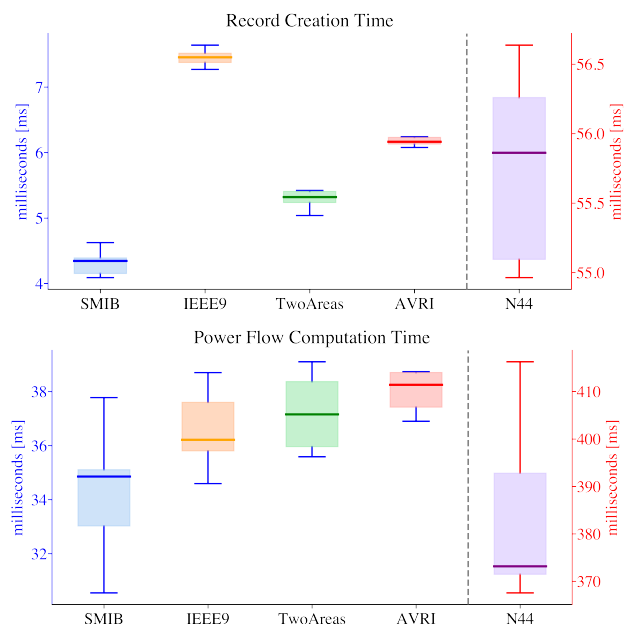 Record Creation Time
milliseconds [ms]
7
6
5
4
56.5
56.0
55.5
55.0
milliseconds [ms]
SMIB IEEE9 TwoAreas AVRI N44
Power Flow Computation Time
milliseconds [ms]
38
36
34
32
410
400
390
380
370
milliseconds [ms]
SMIB IEEE9 TwoAreas AVRI N44